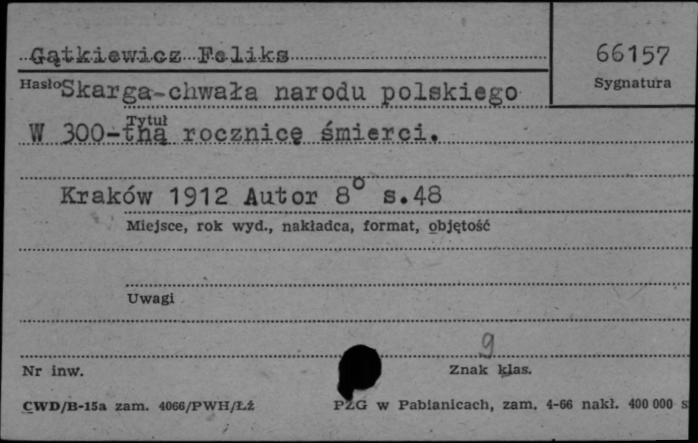 Gątkiewicz Feliks
66157
Sygnatura
Hasło
Skarga-chwała narodu polskiego
Tytuł
W 300-tną rocznicę śmierci.
Kraków 1912 Autor 8° s.48
Miejsce, rok wyd., nakładca, format, objętość
Uwagi
9
Nr inw.
Znak klas.
CWD/B-15a zam. 4066/PWH/Łź
PZG w Pabianicach, zam. 4-66 nakł. 400 000 s